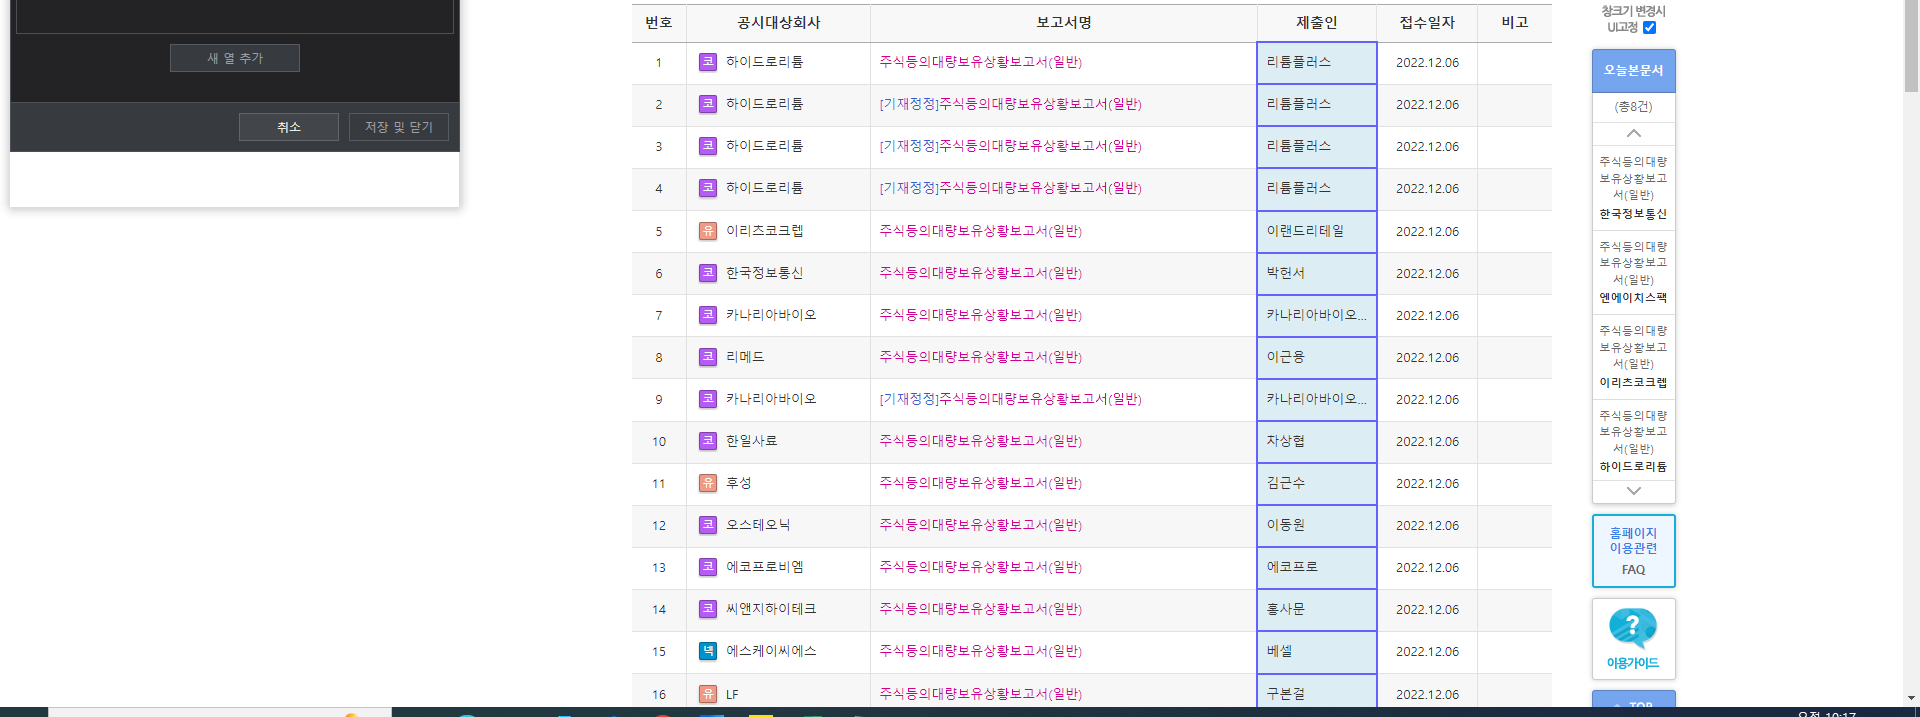 새 열 추가
취소 저장 및 닫기
번호 공시대상회사 보고서명 제출인 접수일자 비고
1 코 하이드로리튬 주식등의대량보유상황보고서(일반) 리튬플러스 2022.12.06
2 코 하이드로리튬 [기재정정]주식등의대량보유상황보고서(일반) 리튬플러스 2022.12.06
3 코 하이드로리튬 [기재정정]주식등의대량보유상황보고서(일반) 리튬플러스 2022.12.06
4 코 하이드로리튬 [기재정정]주식등의대량보유상황보고서(일반) 리튬플러스 2022.12.06
5 유 이리츠코크렙 주식등의대량보유상황보고서(일반) 이랜드리테일 2022.12.06
6 코 한국정보통신 주식등의대량보유상황보고서(일반) 박헌서 2022.12.06
7 코 카나리아바이오 주식등의대량보유상황보고서(일반) 카나리아바이오... 2022.12.06
8 코 리메드 주식등의대량보유상황보고서(일반) 이근용 2022.12.06
9 코 카나리아바이오 [기재정정]주식등의대량보유상황보고서(일반) 카나리아바이오... 2022.12.06
10 코 한일사료 주식등의대량보유상황보고서(일반) 차상협 2022.12.06
11 유 후성 주식등의대량보유상황보고서(일반) 김근수 2022.12.06
12 코 오스테오닉 주식등의대량보유상황보고서(일반) 이동원 2022.12.06
13 코 에코프로비엠 주식등의대량보유상황보고서(일반) 에코프로 2022.12.06
14 코 씨앤지하이테크 주식등의대량보유상황보고서(일반) 홍사문 2022.12.06
15 넥 에스케이씨에스 주식등의대량보유상황보고서(일반) 베셀 2022.12.06
16 유 LF 주식등의대량보유상황보고서(일반) 구본걸 2022.12.06
창크기 변경시
UI고정
오늘본문서
(총8건)
주식등의대량
보유상황보고
서(일반)
한국정보통신
주식등의대량
보유상황보고
서(일반)
엔에이치스팩
주식등의대량
보유상황보고
서(일반)
이리츠코크렙
주식등의대량
보유상황보고
서(일반)
하이드로리튬
홈페이지
이용관련
FAQ
?
이용가이드
TOP
오전 10:17